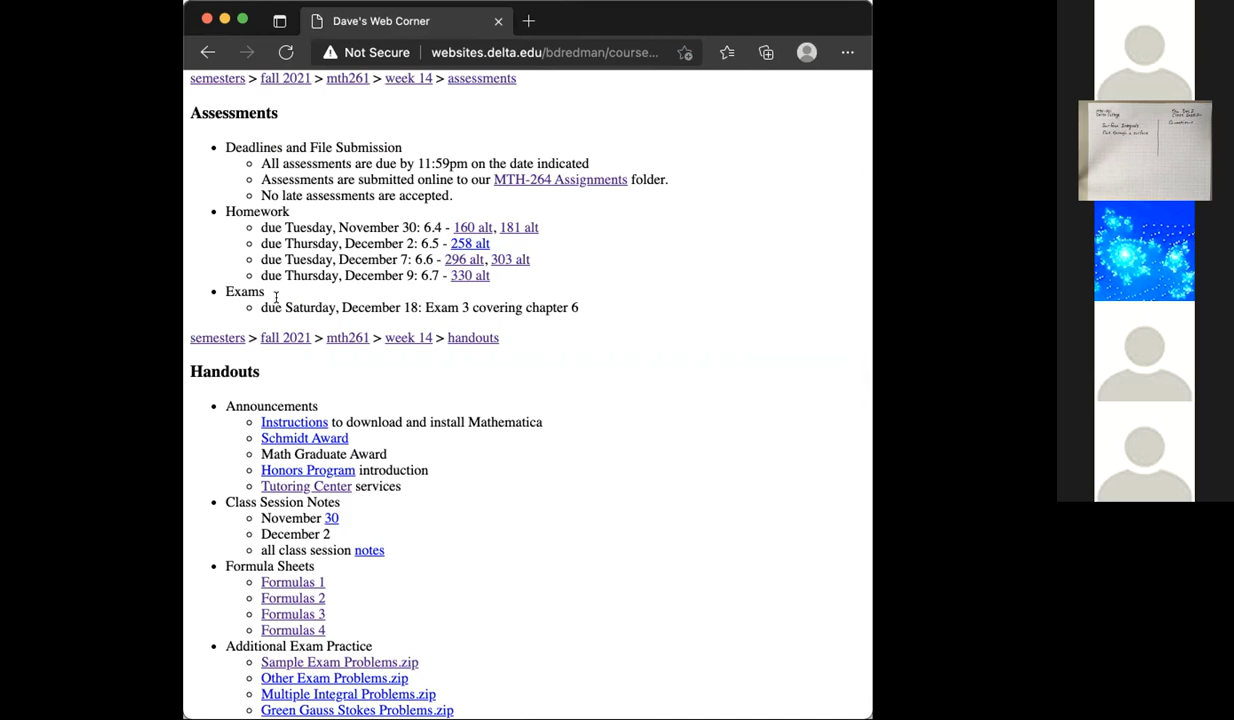 Dave's Web Corner
Not Secure websites.delta.edu/bdredman/course...
semesters > fall 2021 > mth261 > week 14 > assessments
Assessments
Deadlines and File Submission
All assessments are due by 11:59pm on the date indicated
Assessments are submitted online to our MTH-264 Assignments folder.
No late assessments are accepted.
Homework
due Tuesday, November 30: 6.4 - 160 alt, 181 alt
due Thursday, December 2: 6.5 - 258 alt
due Tuesday, December 7: 6.6 - 296 alt, 303 alt
due Thursday, December 9: 6.7 - 330 alt
Exams
due Saturday, December 18: Exam 3 covering chapter 6
semesters > fall 2021 > mth261 > week 14 > handouts
Handouts
Announcements
Instructions to download and install Mathematica
Schmidt Award
Math Graduate Award
Honors Program introduction
Tutoring Center services
Class Session Notes
November 30
December 2
all class session notes
Formula Sheets
Formulas 1
Formulas 2
Formulas 3
Formulas 4
Additional Exam Practice
Sample Exam Problems.zip
Other Exam Problems.zip
Multiple Integral Problems.zip
Green Gauss Stokes Problems.zip
Surface Integrals
Flux through a surface